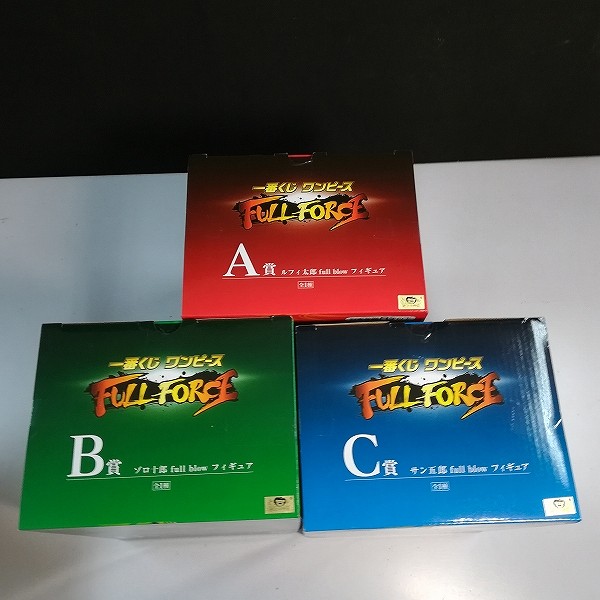 一番くじ ワンピース
FULL FORCE
A賞 ルフィ太郎 full blow フィギュア
全1種
一番くじ ワンピース
FULL FORCE
B賞 ゾロ十郎 full blow フィギュア
全1種
一番くじ ワンピース
FULL FORCE
C賞 サン五郎 full blow フィギュア
全1種